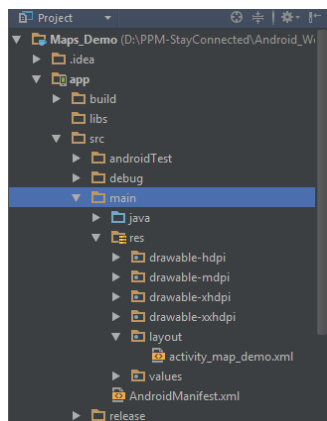 Project
Maps_Demo (D:\PPM-StayConnected\Android_W
.idea
app
build
libs
src
androidTest
debug
main
java
res
drawable-hdpi
drawable-mdpi
drawable-xhdpi
drawable-xxhdpi
layout
activity_map_demo.xml
values
AndroidManifest.xml
release